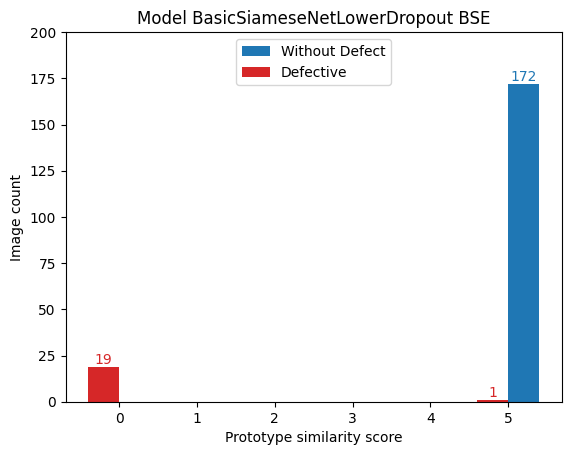 Model BasicSiameseNetLowerDropout BSE
200
175
150
125
100
75
50
25
0
Image count
Without Defect
Defective
172
19
1
0 1 2 3 4 5
Prototype similarity score